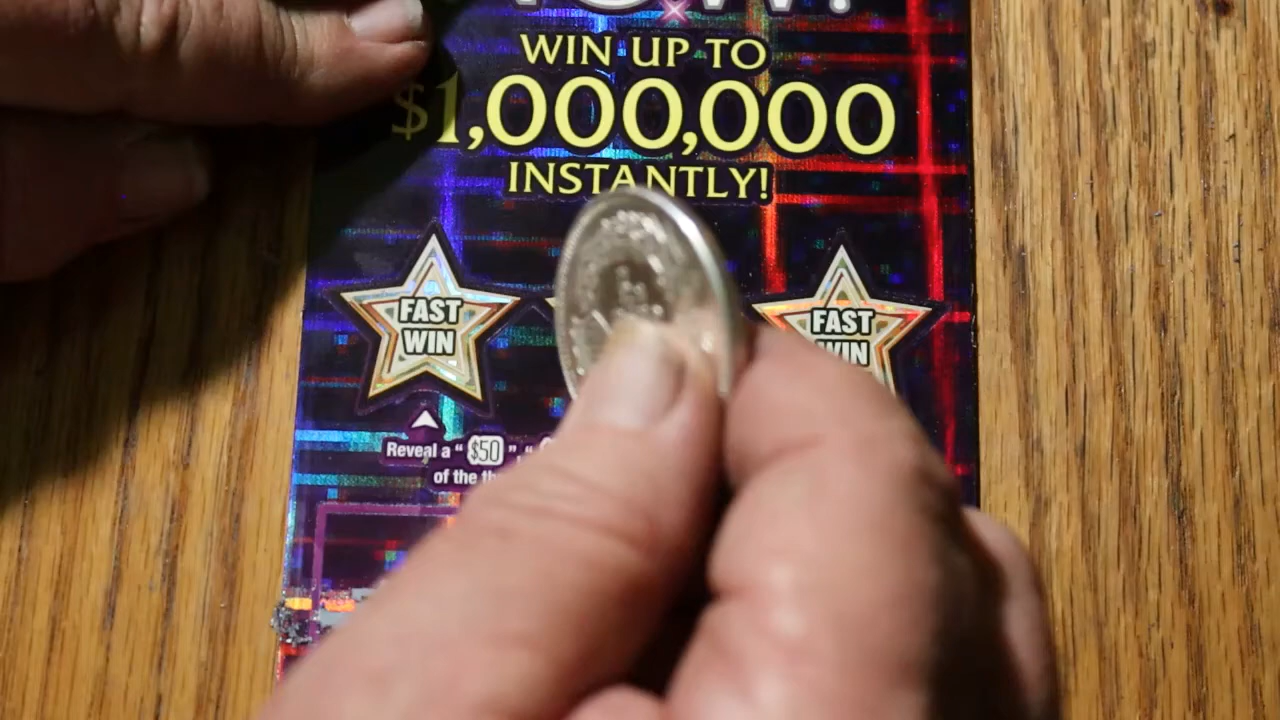 WIN UP TO
$1,000,000
INSTANTLY!
FAST
WIN
FAST
WIN
Reveal a " $50 " "
of the